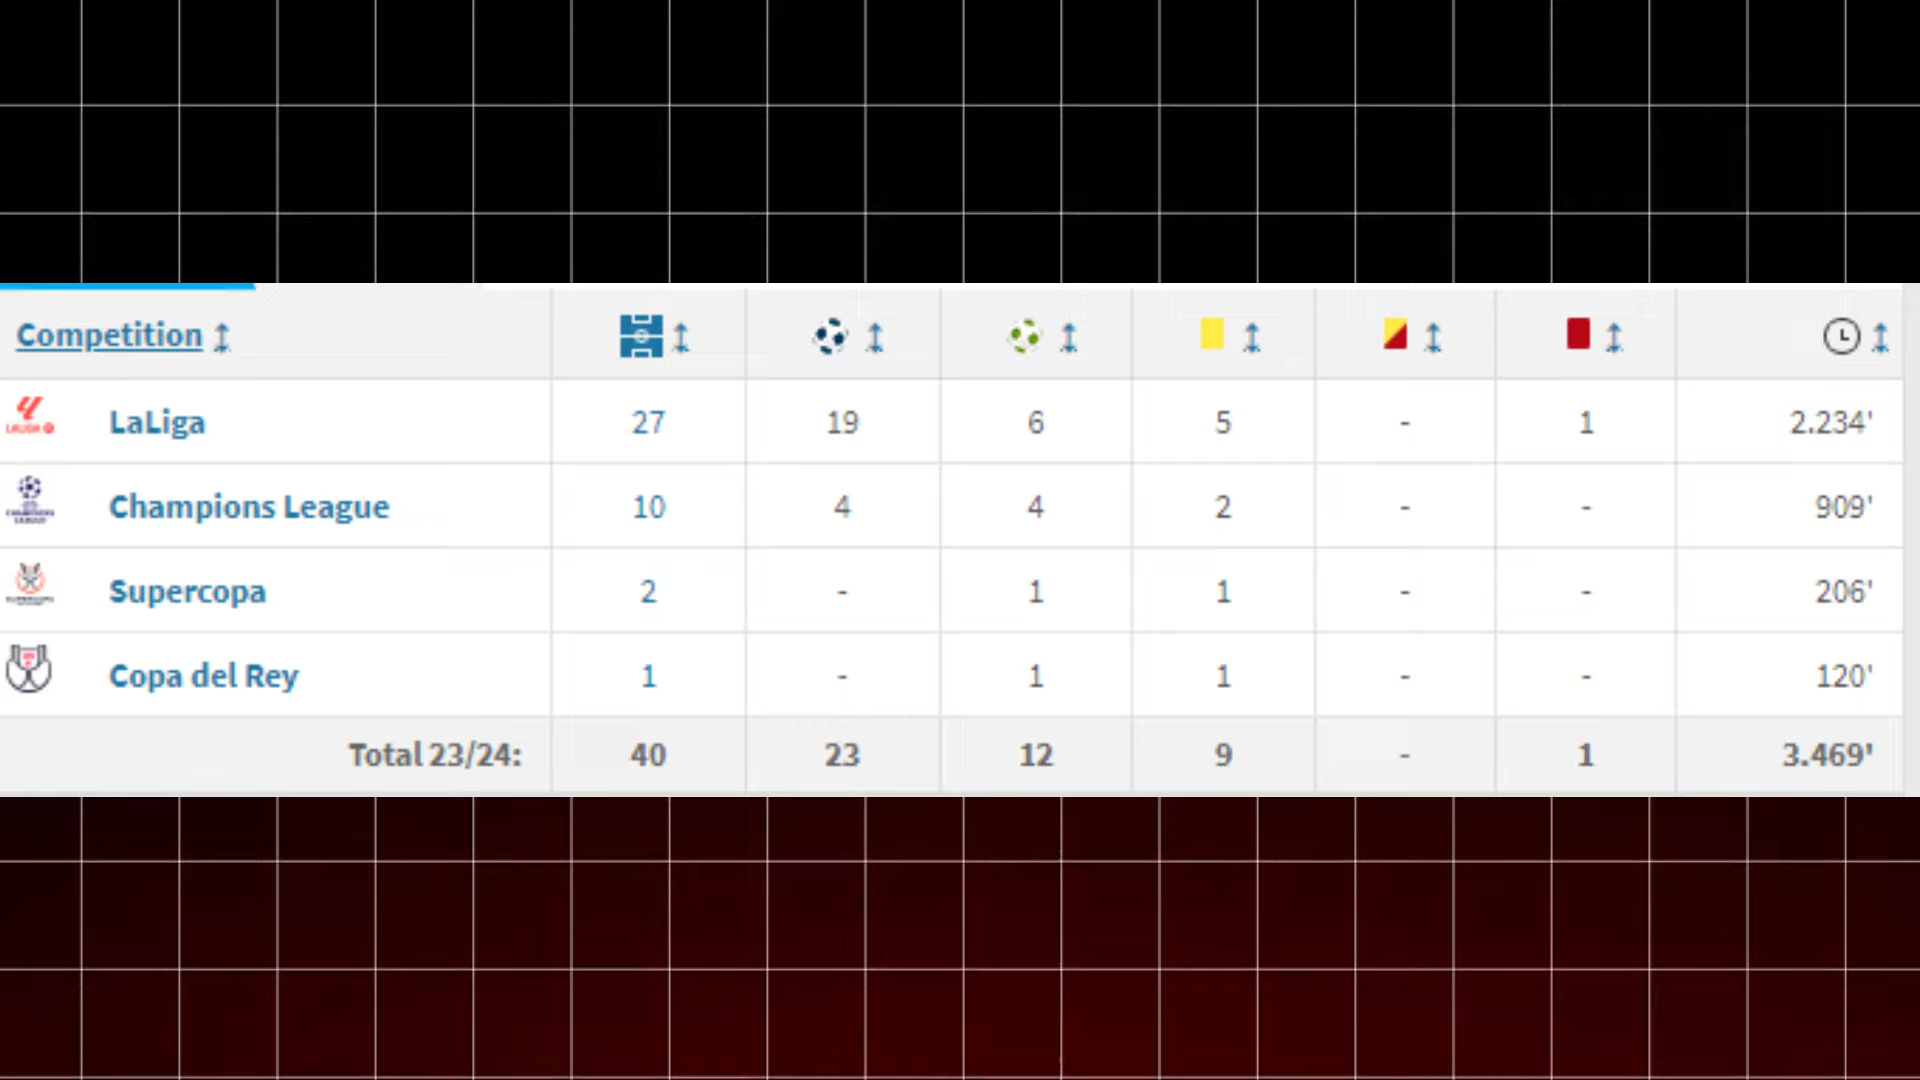 Competition
LaLiga 27 19 6 5 - 1 2.234'
Champions League 10 4 4 2 - - 909'
Supercopa 2 - 1 1 - - 206'
Copa del Rey 1 - 1 1 - - 120'
Total 23/24: 40 23 12 9 - 1 3.469'